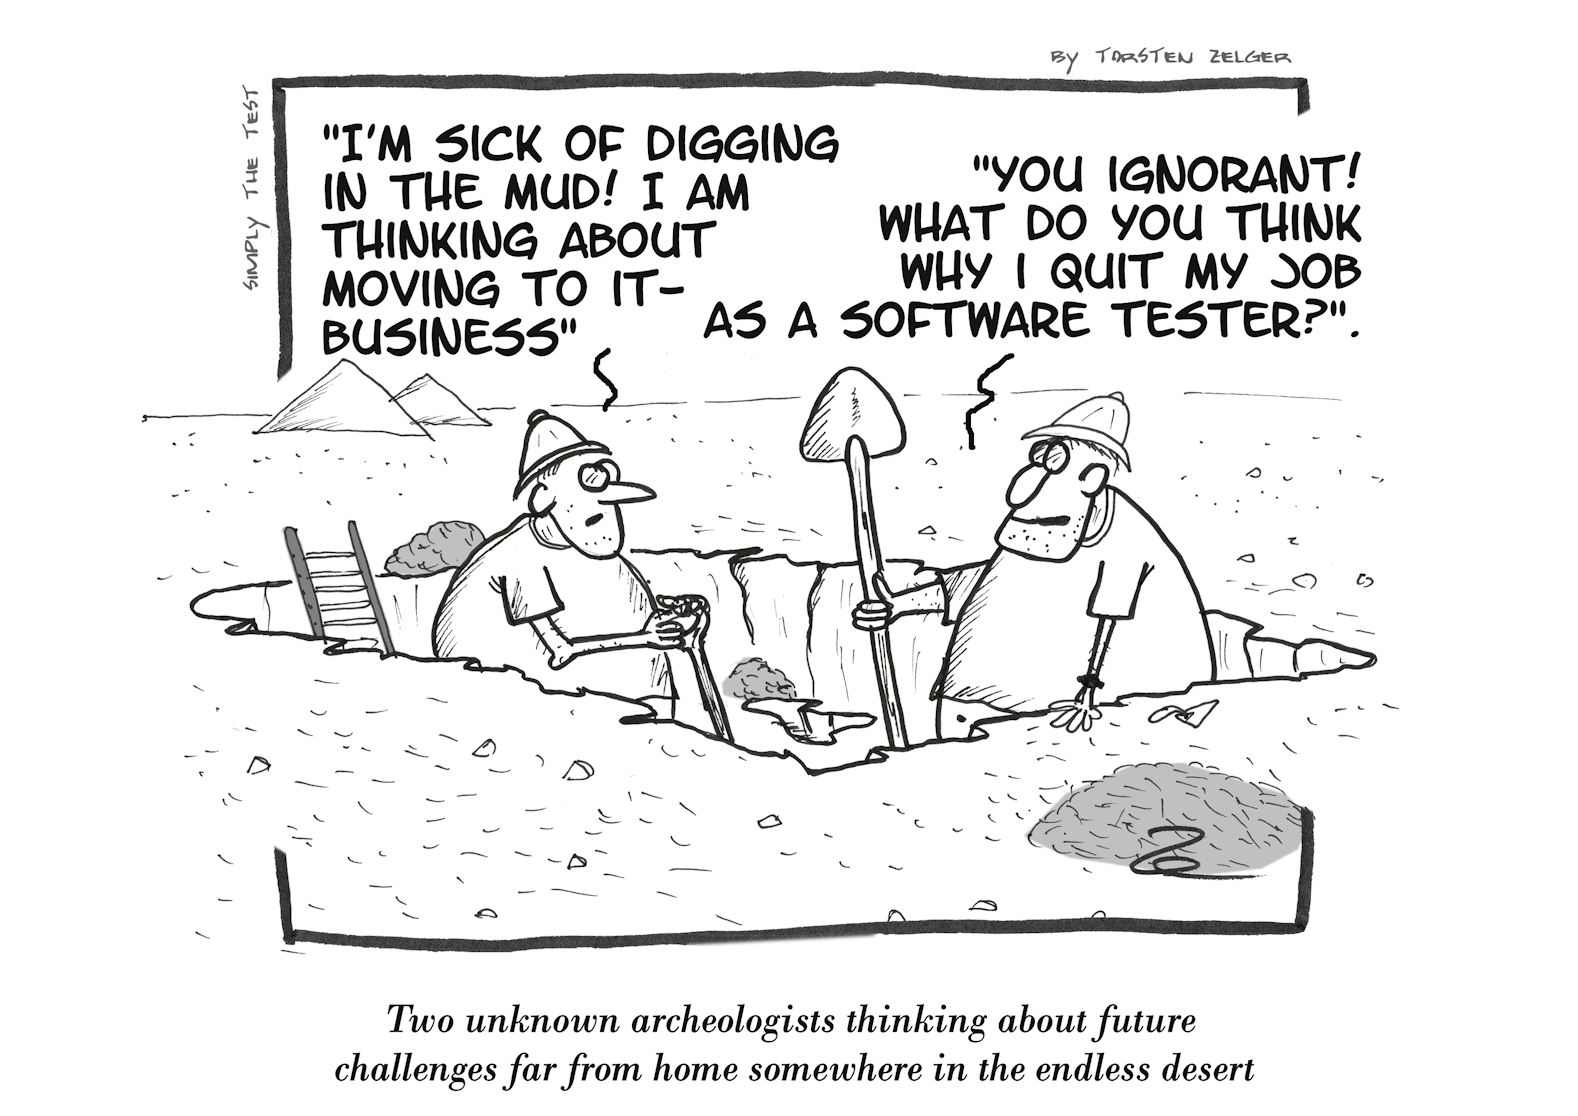 BY TORSTEN ZELGER
SIMPLY THE TEST
"I'M SICK OF DIGGING
IN THE MUD! I AM
THINKING ABOUT
MOVING TO IT-
BUSINESS"
"YOU IGNORANT!
WHAT DO YOU THINK
WHY I QUIT MY JOB
AS A SOFTWARE TESTER?".
Two unknown archeologists thinking about future
challenges far from home somewhere in the endless desert